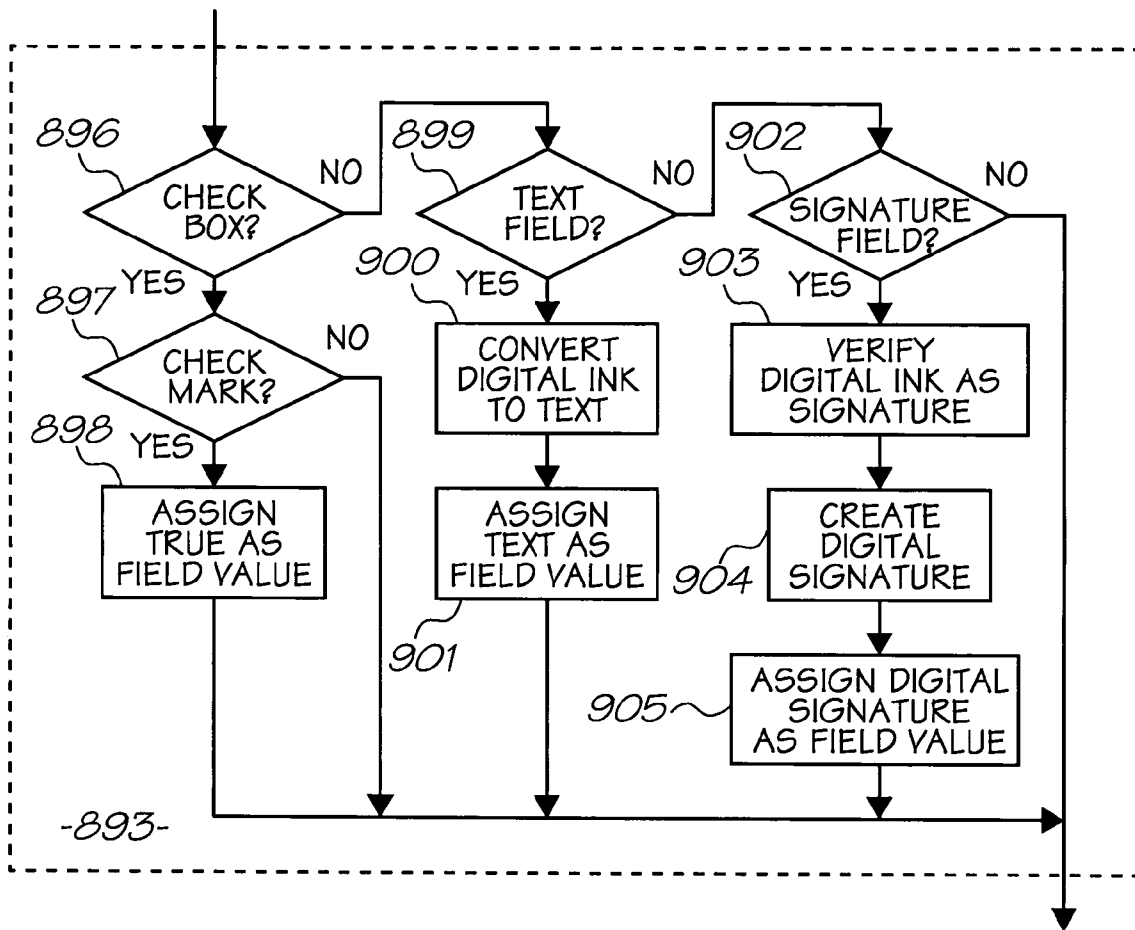 896
CHECK
BOX?
NO
YES
897
CHECK
MARK?
NO
YES
898
ASSIGN
TRUE AS
FIELD VALUE
899
TEXT
FIELD?
NO
YES
900
CONVERT
DIGITAL INK
TO TEXT
ASSIGN
TEXT AS
FIELD VALUE
901
902
SIGNATURE
FIELD?
NO
YES
903
VERIFY
DIGITAL INK AS
SIGNATURE
CREATE
DIGITAL
SIGNATURE
904
ASSIGN DIGITAL
SIGNATURE
AS FIELD VALUE
905
-893-